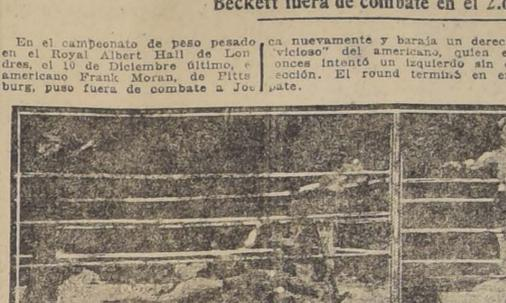 Beckett fuera de combate en el 2.
En el campeonato de peso pesado
en el Royal Albert Hall de Lon
dres, el 10 de Diciembre último, e
americano Frank Moran, de Pitts
burg, puso fuera de combate a Joe
ca nuevamente y baraja un derec
"vicioso" del americano, quien e
onces intentó un izquierdo sin
ección. El round terminó en e
pate.